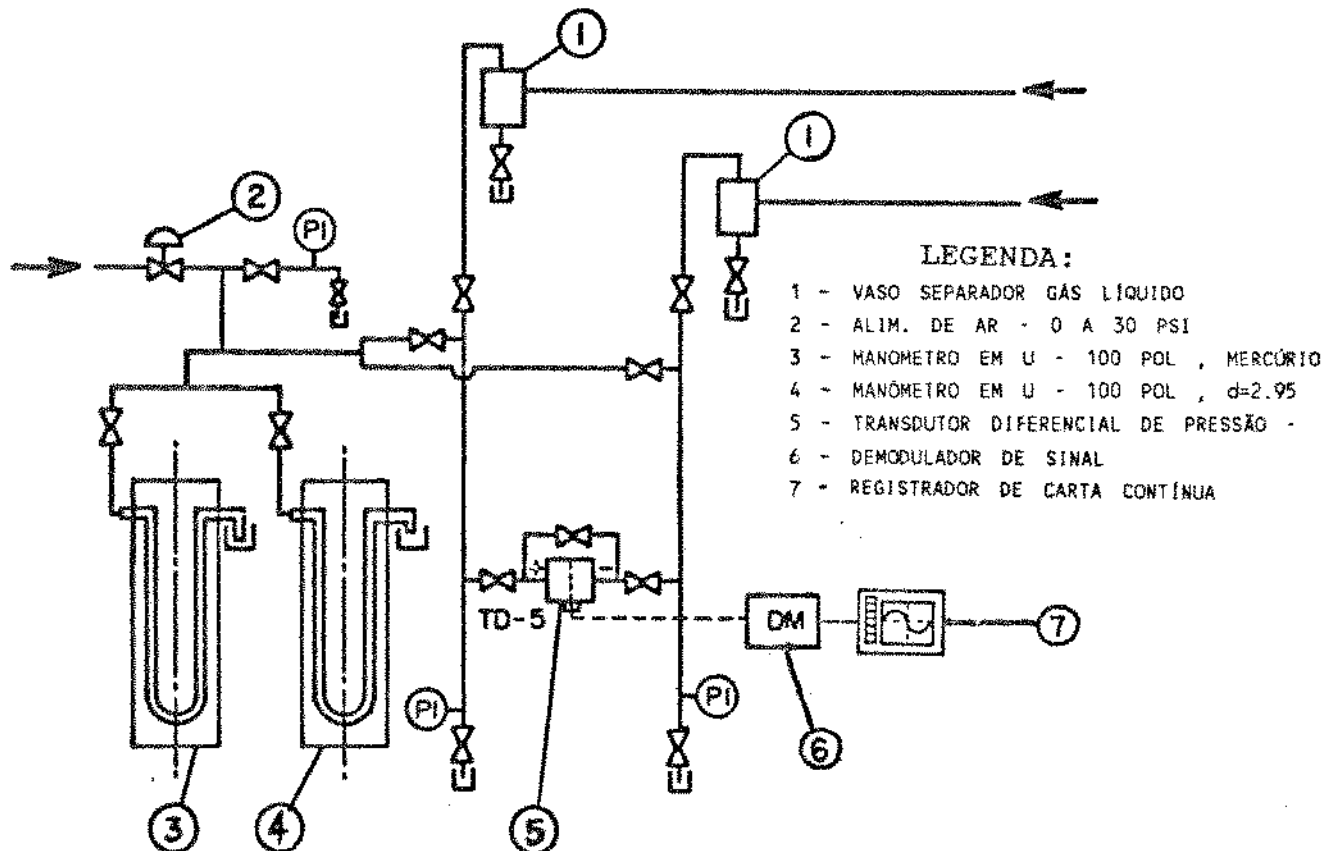 1
1
2
PI
LEGENDA:
1 - VASO SEPARADOR GÁS LÍQUIDO
2 - ALIM. DE AR - 0 A 30 PSI
3 - MANOMETRO EM U - 100 POL , MERCÚRIO
4 - MANÔMETRO EM U - 100 POL , d=2.95
5 - TRANSDUTOR DIFERENCIAL DE PRESSÃO -
6 - DEMODULADOR DE SINAL
7 - REGISTRADOR DE CARTA CONTÍNUA
+ -
TD-5
DM
7
PI
PI
6
3
4
5